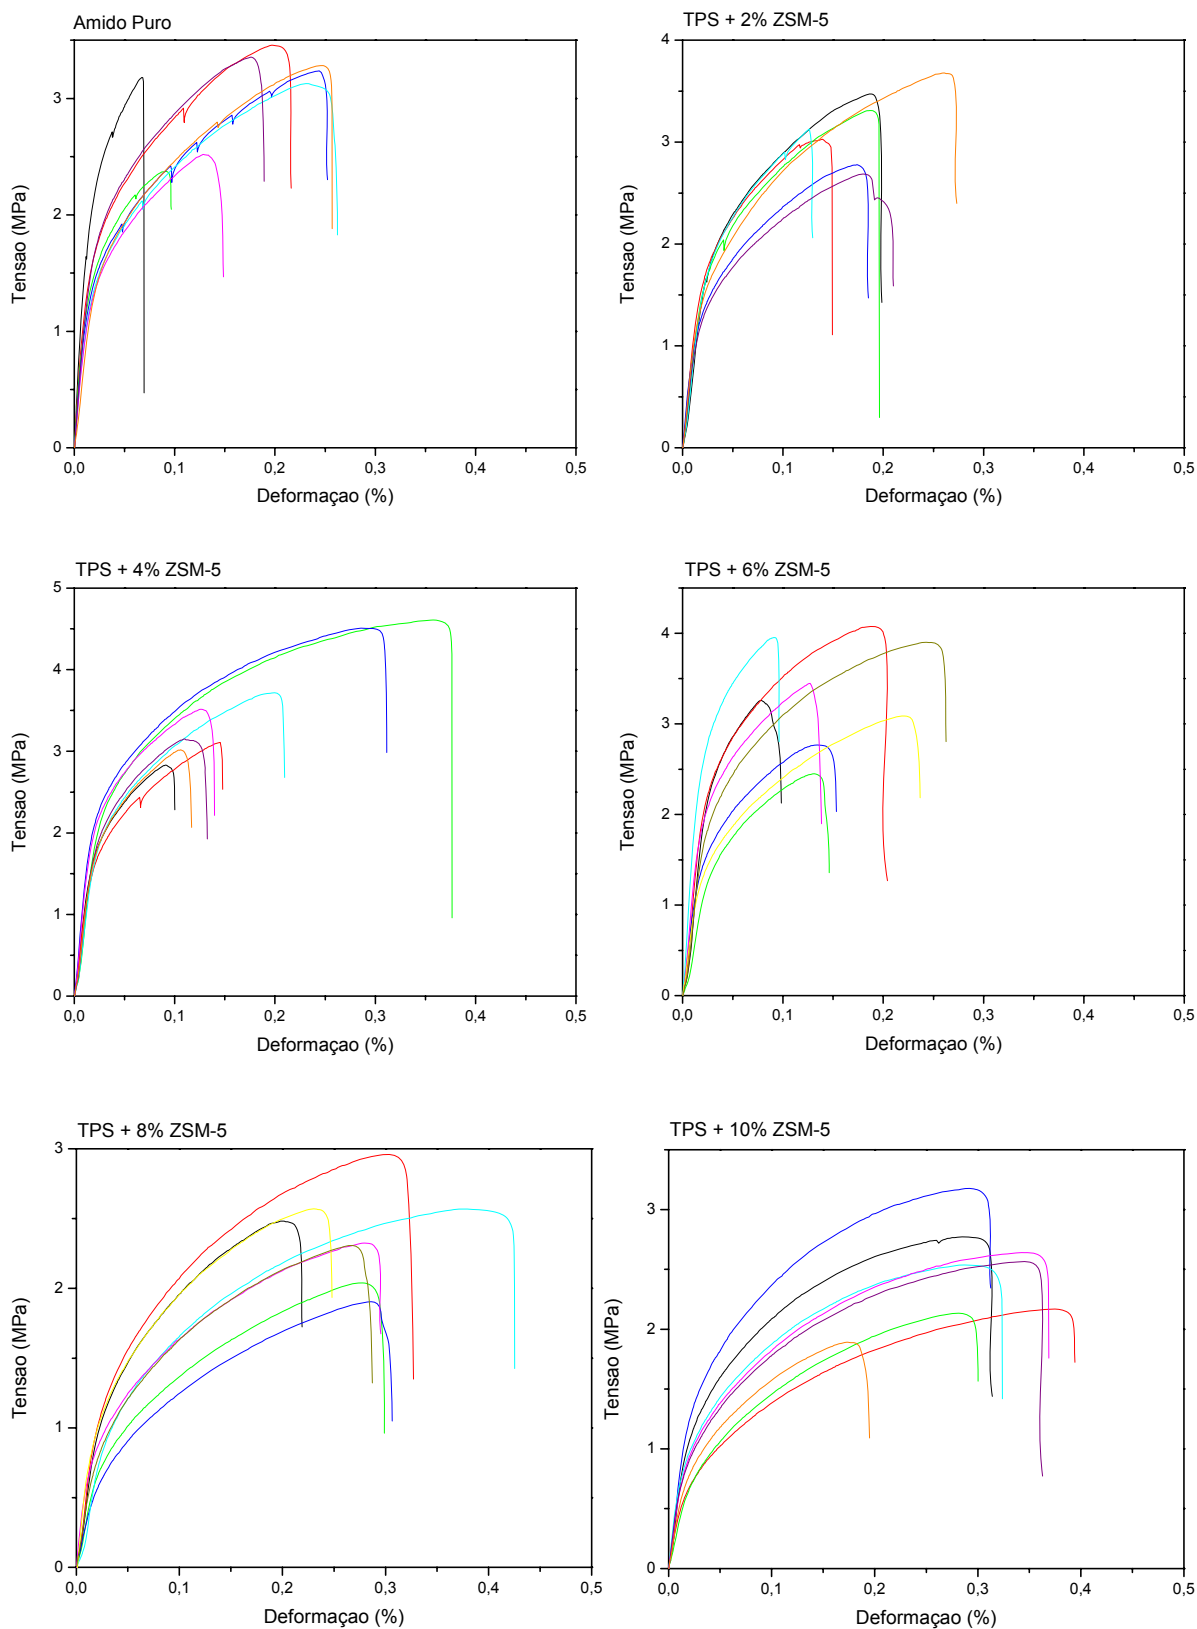 Amido Puro
3
2
1
0
0,0 0,1 0,2 0,3 0,4 0,5
Tensao (MPa)
Deformaçao (%)
TPS + 2% ZSM-5
4
3
2
1
0
0,0 0,1 0,2 0,3 0,4 0,5
Tensao (MPa)
Deformaçao (%)
TPS + 4% ZSM-5
5
4
3
2
1
0
0,0 0,1 0,2 0,3 0,4 0,5
Tensao (MPa)
Deformaçao (%)
TPS + 6% ZSM-5
4
3
2
1
0
0,0 0,1 0,2 0,3 0,4 0,5
Tensao (MPa)
Deformaçao (%)
TPS + 8% ZSM-5
3
2
1
0
0,0 0,1 0,2 0,3 0,4 0,5
Tensao (MPa)
Deformaçao (%)
TPS + 10% ZSM-5
3
2
1
0
0,0 0,1 0,2 0,3 0,4 0,5
Tensao (MPa)
Deformaçao (%)